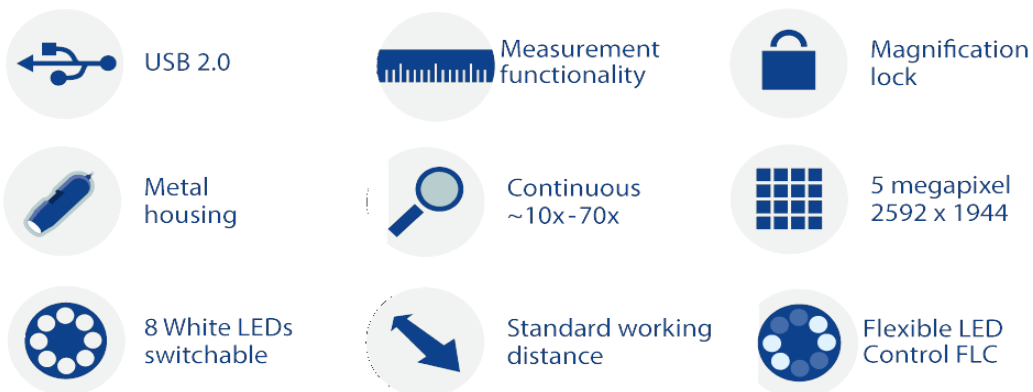 USB 2.0
Measurement
functionality
Magnification
lock
Metal
housing
Continuous
~10x-70x
5 megapixel
2592 x 1944
8 White LEDs
switchable
Standard working
distance
Flexible LED
Control FLC